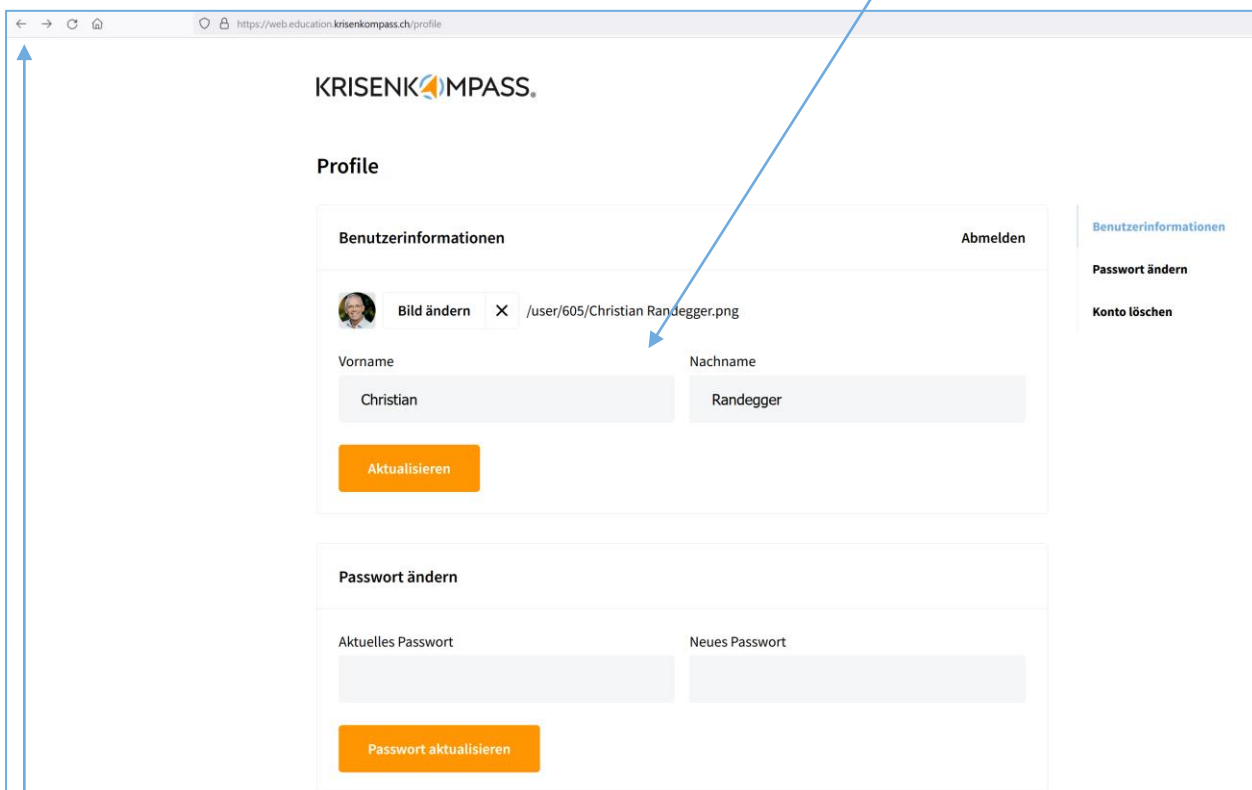 https://web.education.krisenkompass.ch/profile
KRISENKOMPASS®
Profile
Benutzerinformationen
Abmelden
Bild ändern
/user/605/Christian Randegger.png
Vorname
Nachname
Christian
Randegger
Aktualisieren
Passwort ändern
Aktuelles Passwort
Neues Passwort
Passwort aktualisieren
Benutzerinformationen
Passwort ändern
Konto löschen